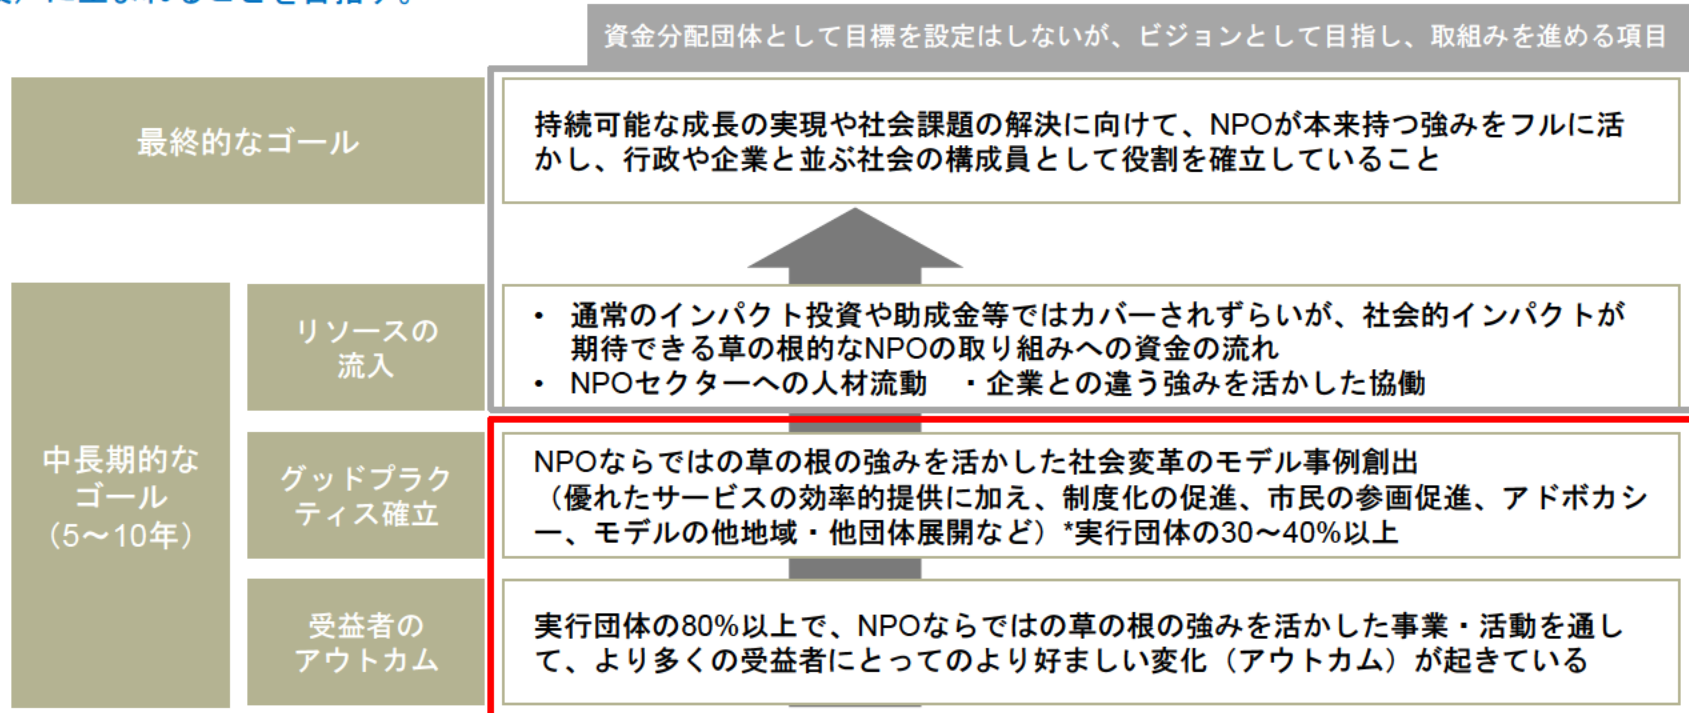 に生まれることを目指す。
資金分配団体として目標を設定はしないが、ビジョンとして目指し、取組みを進める項目
最終的なゴール
持続可能な成長の実現や社会課題の解決に向けて、NPOが本来持つ強みをフルに活
かし、行政や企業と並ぶ社会の構成員として役割を確立していること
中長期的な
ゴール
（5～10年）
リソースの
流入
• 通常のインパクト投資や助成金等ではカバーされずらいが、社会的インパクトが
期待できる草の根的なNPOの取り組みへの資金の流れ
• NPOセクターへの人材流動　・企業との違う強みを活かした協働
グッドプラク
ティス確立
NPOならではの草の根の強みを活かした社会変革のモデル事例創出
（優れたサービスの効率的提供に加え、制度化の促進、市民の参画促進、アドボカシ
ー、モデルの他地域・他団体展開など）*実行団体の30～40%以上
受益者の
アウトカム
実行団体の80%以上で、NPOならではの草の根の強みを活かした事業・活動を通し
て、より多くの受益者にとってのより好ましい変化（アウトカム）が起きている